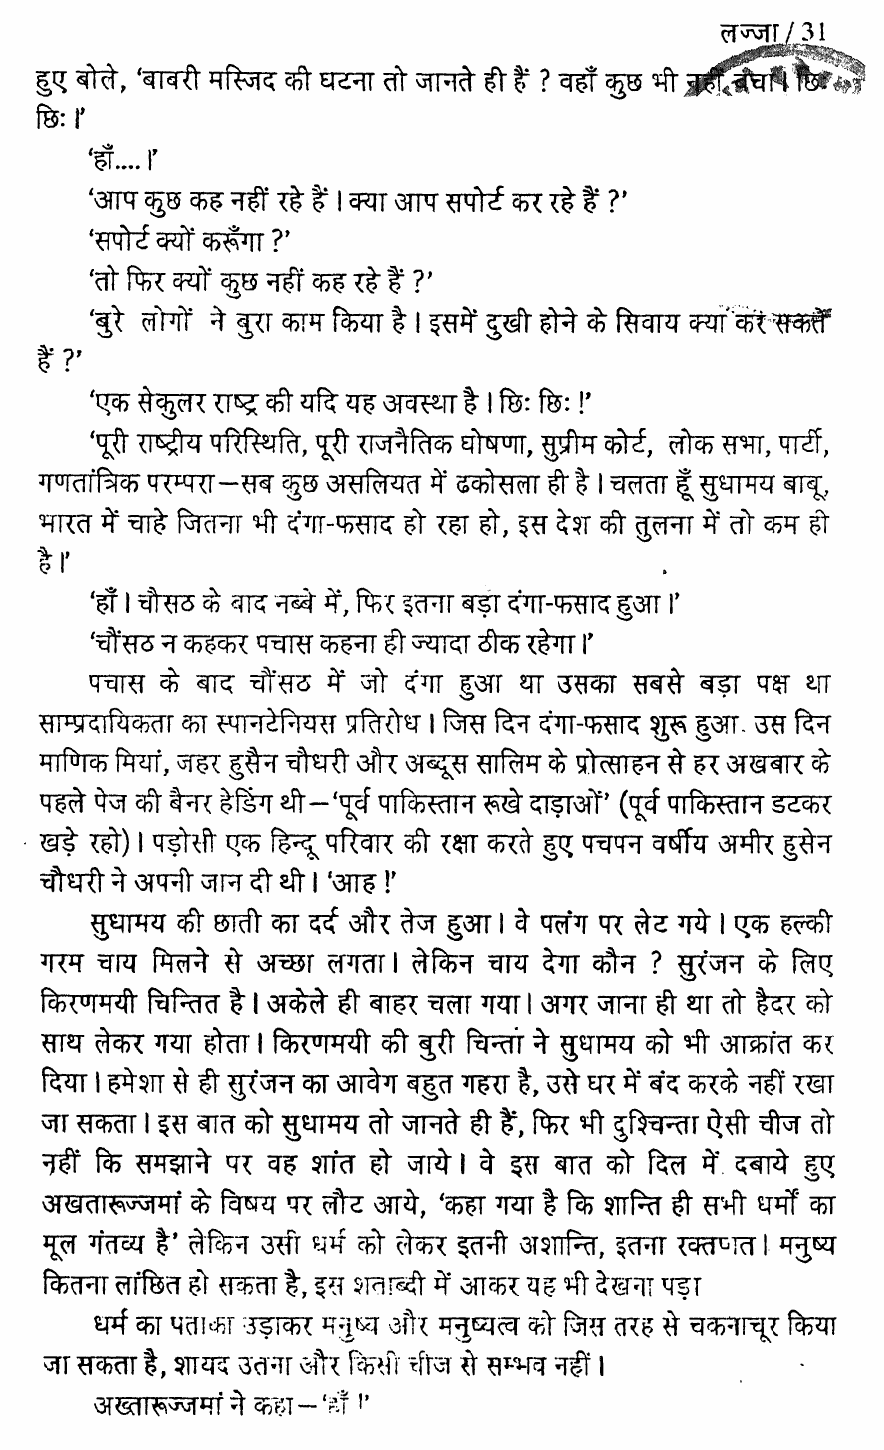 लज्जा / 31
हुए बोले, ‘बाबरी मस्जिद की घटना तो जानते ही हैं ? वहाँ कुछ भी नहीं बचा। छिः
छिः।’
‘हाँ....।’
‘आप कुछ कह नहीं रहे हैं। क्या आप सपोर्ट कर रहे हैं ?’
‘सपोर्ट क्यों करूँगा ?’
‘तो फिर क्यों कुछ नहीं कह रहे हैं ?’
‘बुरे लोगों ने बुरा काम किया है। इसमें दुखी होने के सिवाय क्या कर सकते
हैं ?’
‘एक सेकुलर राष्ट्र की यदि यह अवस्था है। छिः छिः !’
‘पूरी राष्ट्रीय परिस्थिति, पूरी राजनैतिक घोषणा, सुप्रीम कोर्ट, लोक सभा, पार्टी,
गणतांत्रिक परम्परा—सब कुछ असलियत में ढकोसला ही है। चलता हूँ सुधामय बाबू,
भारत में चाहे जितना भी दंगा-फसाद हो रहा हो, इस देश की तुलना में तो कम ही
है।’
‘हाँ। चौसठ के बाद नब्बे में, फिर इतना बड़ा दंगा-फसाद हुआ।’
‘चौंसठ न कहकर पचास कहना ही ज्यादा ठीक रहेगा।’
पचास के बाद चौंसठ में जो दंगा हुआ था उसका सबसे बड़ा पक्ष था
साम्प्रदायिकता का स्पानटेनियस प्रतिरोध। जिस दिन दंगा-फसाद शुरू हुआ. उस दिन
माणिक मियां, जहर हुसैन चौधरी और अब्दूस सालिम के प्रोत्साहन से हर अखबार के
पहले पेज की बैनर हेडिंग थी—‘पूर्व पाकिस्तान रूखे दाड़ाओं’ (पूर्व पाकिस्तान डटकर
खड़े रहो)। पड़ोसी एक हिन्दू परिवार की रक्षा करते हुए पचपन वर्षीय अमीर हुसेन
चौधरी ने अपनी जान दी थी। ‘आह !’
सुधामय की छाती का दर्द और तेज हुआ। वे पलंग पर लेट गये। एक हल्की
गरम चाय मिलने से अच्छा लगता। लेकिन चाय देगा कौन ? सुरंजन के लिए
किरणमयी चिन्तित है। अकेले ही बाहर चला गया। अगर जाना ही था तो हैदर को
साथ लेकर गया होता। किरणमयी की बुरी चिन्ता ने सुधामय को भी आक्रांत कर
दिया। हमेशा से ही सुरंजन का आवेग बहुत गहरा है, उसे घर में बंद करके नहीं रखा
जा सकता। इस बात को सुधामय तो जानते ही हैं, फिर भी दुश्चिन्ता ऐसी चीज तो
नहीं कि समझाने पर वह शांत हो जाये। वे इस बात को दिल में दबाये हुए
अखतारूज्जमां के विषय पर लौट आये, ‘कहा गया है कि शान्ति ही सभी धर्मों का
मूल गंतव्य है’ लेकिन उसी धर्म को लेकर इतनी अशान्ति, इतना रक्तपात। मनुष्य
कितना लांछित हो सकता है, इस शताब्दी में आकर यह भी देखना पड़ा
धर्म का पताका उड़ाकर मनुष्य और मनुष्यत्व को जिस तरह से चकनाचूर किया
जा सकता है, शायद उतना और किसी चीज से सम्भव नहीं।
अख्तारूज्जमां ने कहा—‘हाँ।’